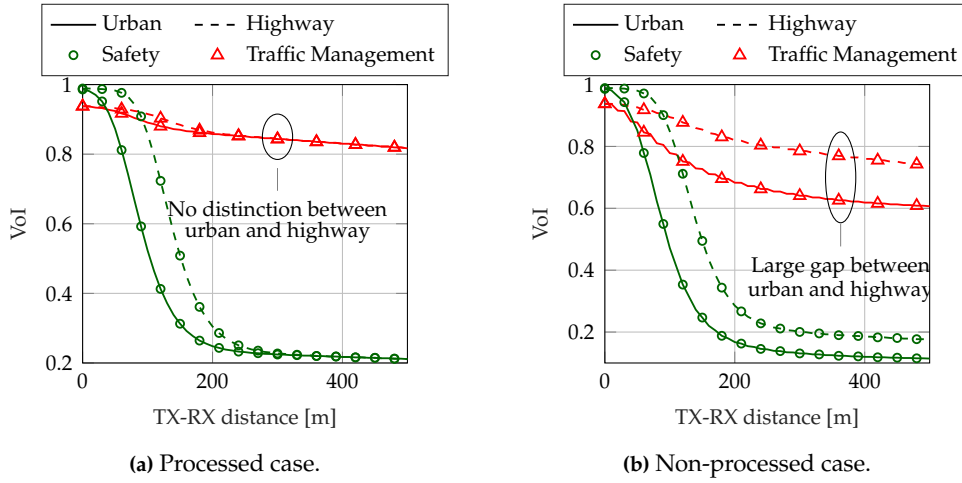 Urban Highway
Safety Traffic Management
1
0.8
0.6
0.4
0.2
VoI
No distinction between
urban and highway
0 200 400
TX-RX distance [m]
(a) Processed case.
Urban Highway
Safety Traffic Management
1
0.8
0.6
0.4
0.2
VoI
Large gap between
urban and highway
0 200 400
TX-RX distance [m]
(b) Non-processed case.